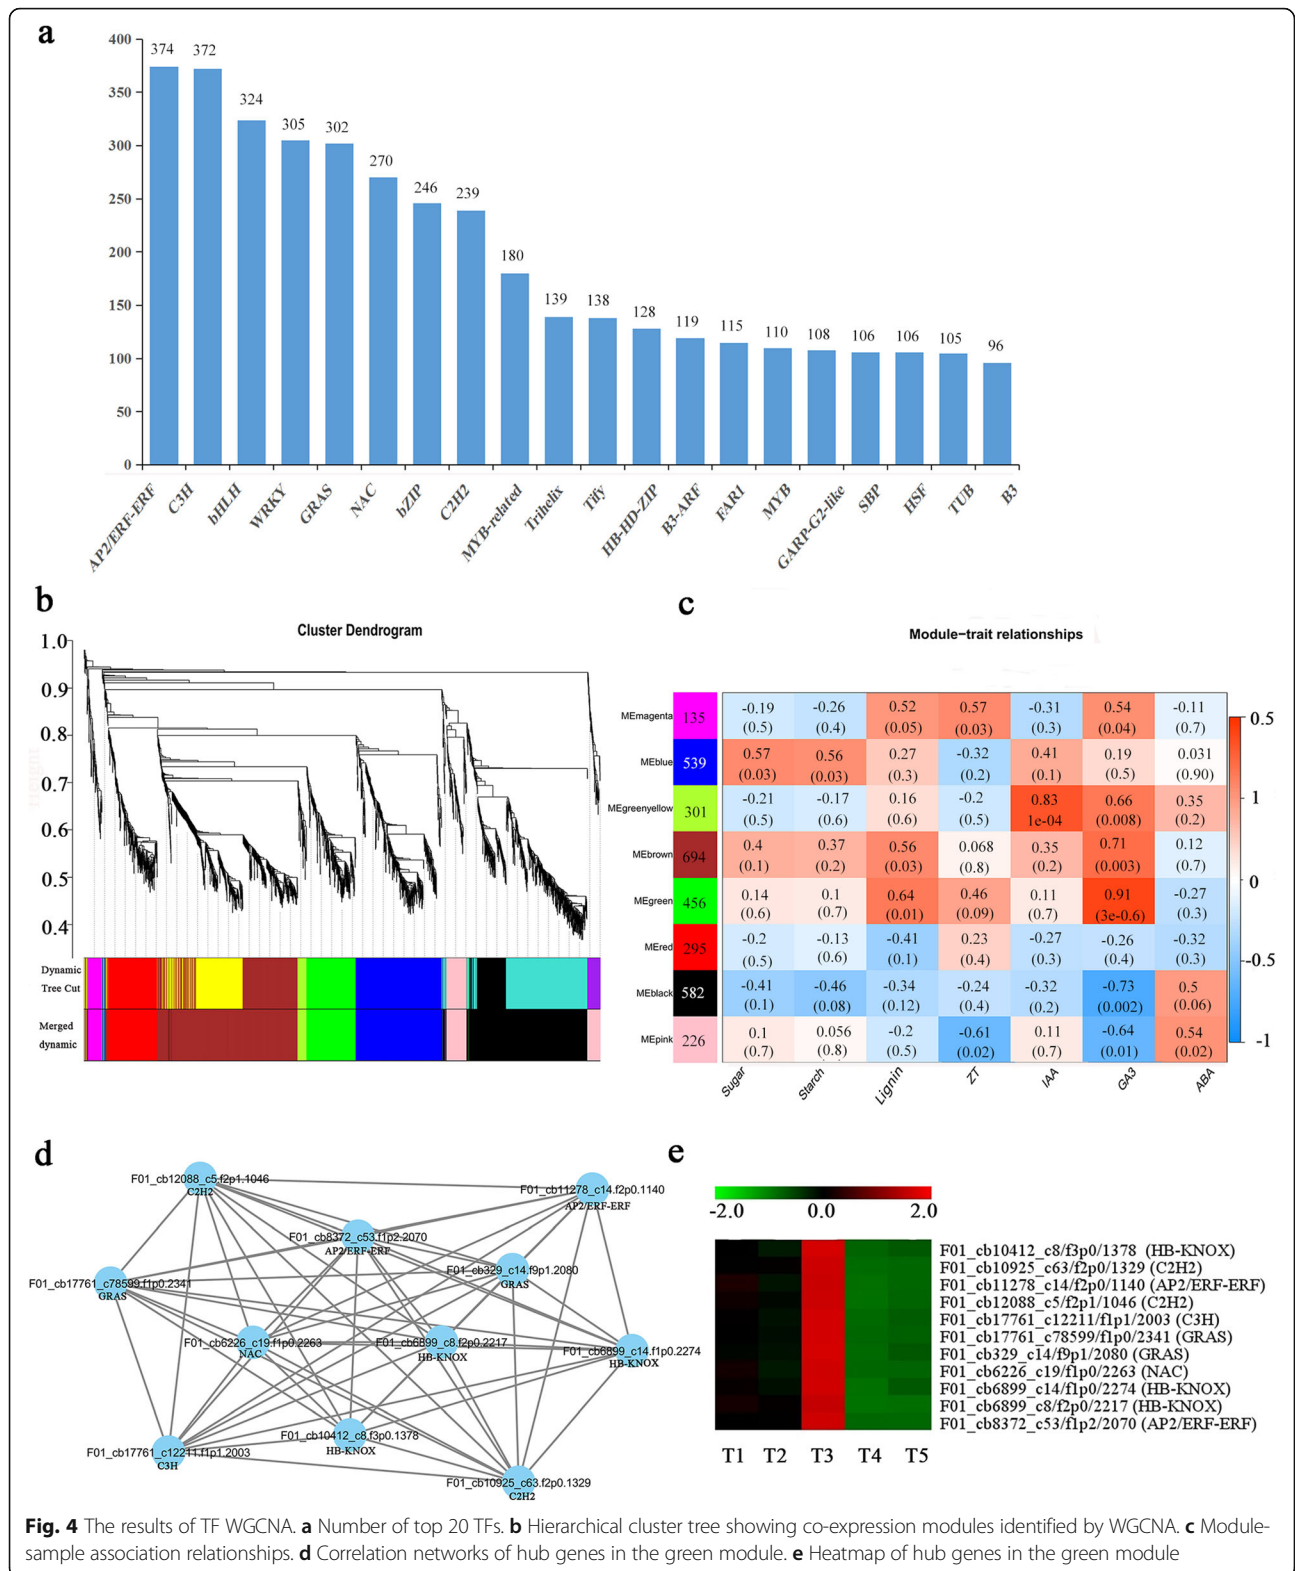 a
400
350
300
250
200
150
100
50
0
374
372
324
305
302
270
246
239
180
139
138
128
119
115
110
108
106
106
105
96
AP2/ERF-ERF
C3H
bHLH
WRKY
GRAS
NAC
bZIP
C2H2
MYB-related
Trihelix
Tify
HB-HD-ZIP
B3-ARF
FAR1
MYB
GARP-G2-like
SBP
HSF
TUB
B3
b
Cluster Dendrogram
1.0
0.9
0.8
0.7
0.6
0.5
0.4
Dynamic
Tree Cut
Merged
dynamic
c
Module−trait relationships
MEmagenta 135 -0.19 -0.26 0.52 0.57 -0.31 0.54 -0.11
(0.5) (0.4) (0.05) (0.03) (0.3) (0.04) (0.7)
MEblue 539 0.57 0.56 0.27 -0.32 0.41 0.19 0.031
(0.03) (0.03) (0.3) (0.2) (0.1) (0.5) (0.90)
MEgreenyellow 301 -0.21 -0.17 0.16 -0.2 0.83 0.66 0.35
(0.5) (0.6) (0.6) (0.5) 1e-04 (0.008) (0.2)
MEbrown 694 0.4 0.37 0.56 0.068 0.35 0.71 0.12
(0.1) (0.2) (0.03) (0.8) (0.2) (0.003) (0.7)
MEgreen 456 0.14 0.1 0.64 0.46 0.11 0.91 -0.27
(0.6) (0.7) (0.01) (0.09) (0.7) (3e-0.6) (0.3)
MEred 295 -0.2 -0.13 -0.41 0.23 -0.27 -0.26 -0.32
(0.5) (0.6) (0.1) (0.4) (0.3) (0.4) (0.3)
MEblack 582 -0.41 -0.46 -0.34 -0.24 -0.32 -0.73 0.5
(0.1) (0.08) (0.12) (0.4) (0.2) (0.002) (0.06)
MEpink 226 0.1 0.056 -0.2 -0.61 0.11 -0.64 0.54
(0.7) (0.8) (0.5) (0.02) (0.7) (0.01) (0.02)
Sugar
Starch
Lignin
ZT
IAA
GA3
ABA
0.5
1
0
-0.5
-1
d
F01_cb12088_c5.f2p1.1046
C2H2
F01_cb11278_c14.f2p0.1140
AP2/ERF-ERF
F01_cb8372_c53.f1p2.2070
AP2/ERF-ERF
F01_cb329_c14.f9p1.2080
GRAS
F01_cb17761_c78599.f1p0.2341
GRAS
F01_cb6226_c19.f1p0.2263
NAC
F01_cb6899_c8.f2p0.2217
HB-KNOX
F01_cb6899_c14.f1p0.2274
HB-KNOX
F01_cb10412_c8.f3p0.1378
HB-KNOX
F01_cb17761_c12211.f1p1.2003
C3H
F01_cb10925_c63.f2p0.1329
C2H2
e
-2.0 0.0 2.0
F01_cb10412_c8/f3p0/1378 (HB-KNOX)
F01_cb10925_c63/f2p0/1329 (C2H2)
F01_cb11278_c14/f2p0/1140 (AP2/ERF-ERF)
F01_cb12088_c5/f2p1/1046 (C2H2)
F01_cb17761_c12211/f1p1/2003 (C3H)
F01_cb17761_c78599/f1p0/2341 (GRAS)
F01_cb329_c14/f9p1/2080 (GRAS)
F01_cb6226_c19/f1p0/2263 (NAC)
F01_cb6899_c14/f1p0/2274 (HB-KNOX)
F01_cb6899_c8/f2p0/2217 (HB-KNOX)
F01_cb8372_c53/f1p2/2070 (AP2/ERF-ERF)
T1 T2 T3 T4 T5
Fig. 4 The results of TF WGCNA. a Number of top 20 TFs. b Hierarchical cluster tree showing co-expression modules identified by WGCNA. c Module-
sample association relationships. d Correlation networks of hub genes in the green module. e Heatmap of hub genes in the green module